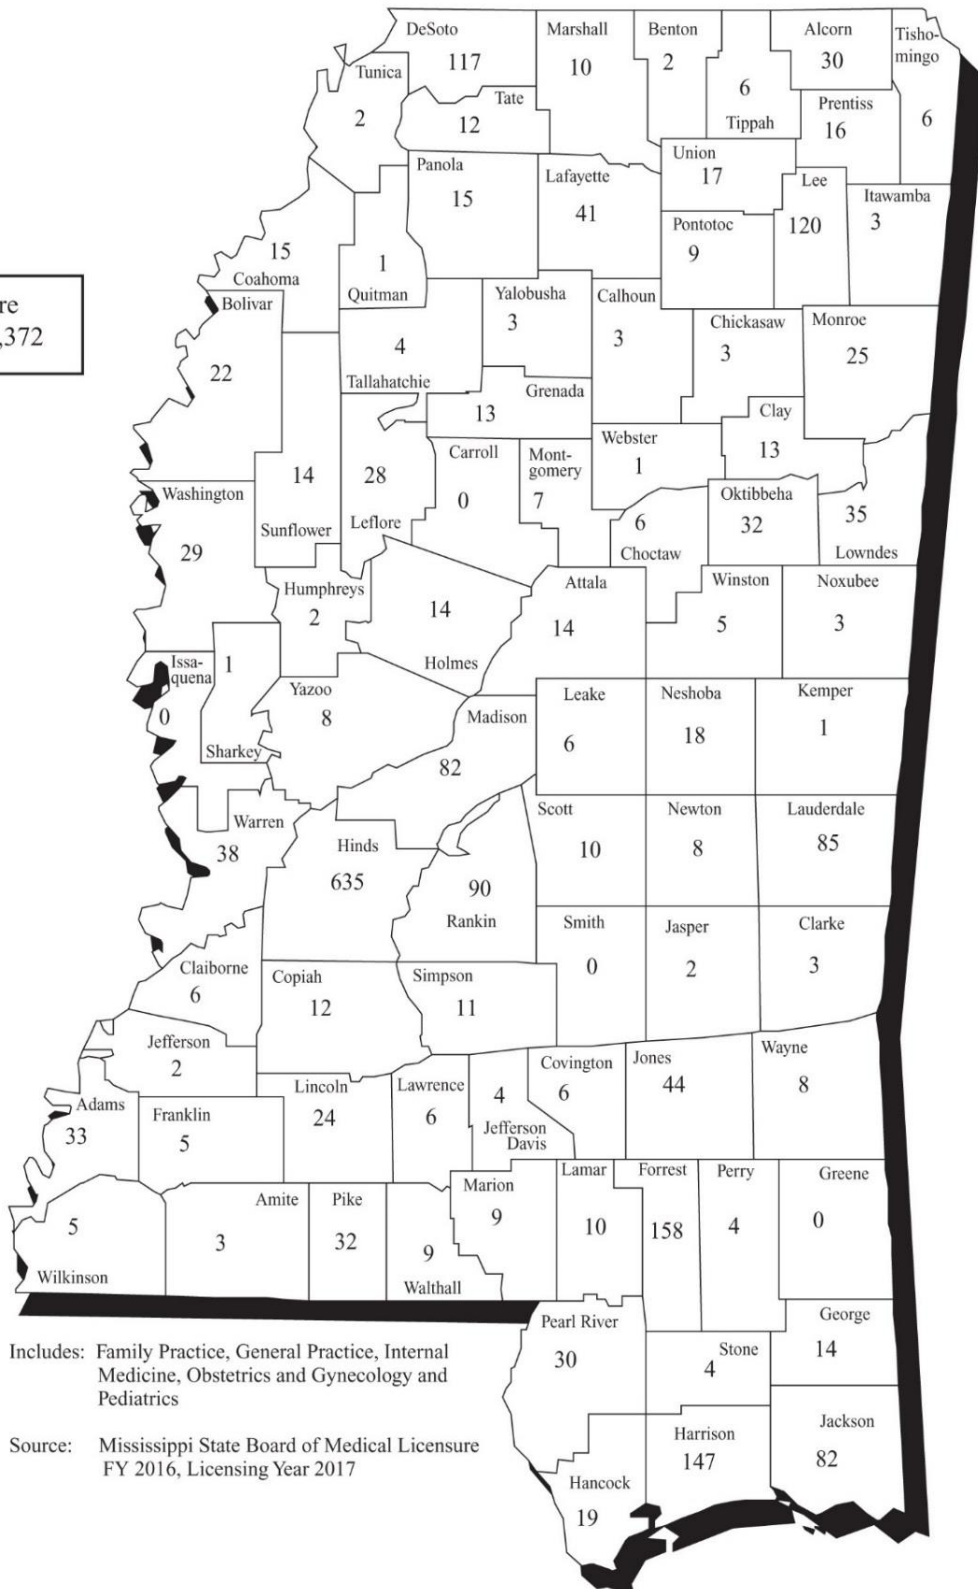 DeSoto
117
Marshall
10
Benton
2
Alcorn
30
Tisho-
mingo
6
Tunica
2
Tate
12
6
Tippah
Prentiss
16
Panola
15
Lafayette
41
Union
17
Lee
120
Itawamba
3
Pontotoc
9
15
Coahoma
1
Quitman
re
,372
Bolivar
22
4
Tallahatchie
Yalobusha
3
Calhoun
3
Chickasaw
3
Monroe
25
Grenada
13
Clay
13
14
Sunflower
28
Leflore
Carroll
0
Mont-
gomery
7
Webster
1
Washington
29
6
Choctaw
Oktibbeha
32
35
Lowndes
Humphreys
2
14
Holmes
Attala
14
Winston
5
Noxubee
3
Issa-
quena
0
1
Sharkey
Yazoo
8
Madison
82
Leake
6
Neshoba
18
Kemper
1
Warren
38
Hinds
635
90
Rankin
Scott
10
Newton
8
Lauderdale
85
Claiborne
6
Copiah
12
Simpson
11
Smith
0
Jasper
2
Clarke
3
Jefferson
2
Adams
33
Franklin
5
Lincoln
24
Lawrence
6
4
Jefferson
Davis
Covington
6
Jones
44
Wayne
8
5
Wilkinson
Amite
3
Pike
32
9
Walthall
Marion
9
Lamar
10
Forrest
158
Perry
4
Greene
0
Pearl River
30
Stone
4
George
14
Hancock
19
Harrison
147
Jackson
82
Includes: Family Practice, General Practice, Internal
Medicine, Obstetrics and Gynecology and
Pediatrics
Source: Mississippi State Board of Medical Licensure
FY 2016, Licensing Year 2017